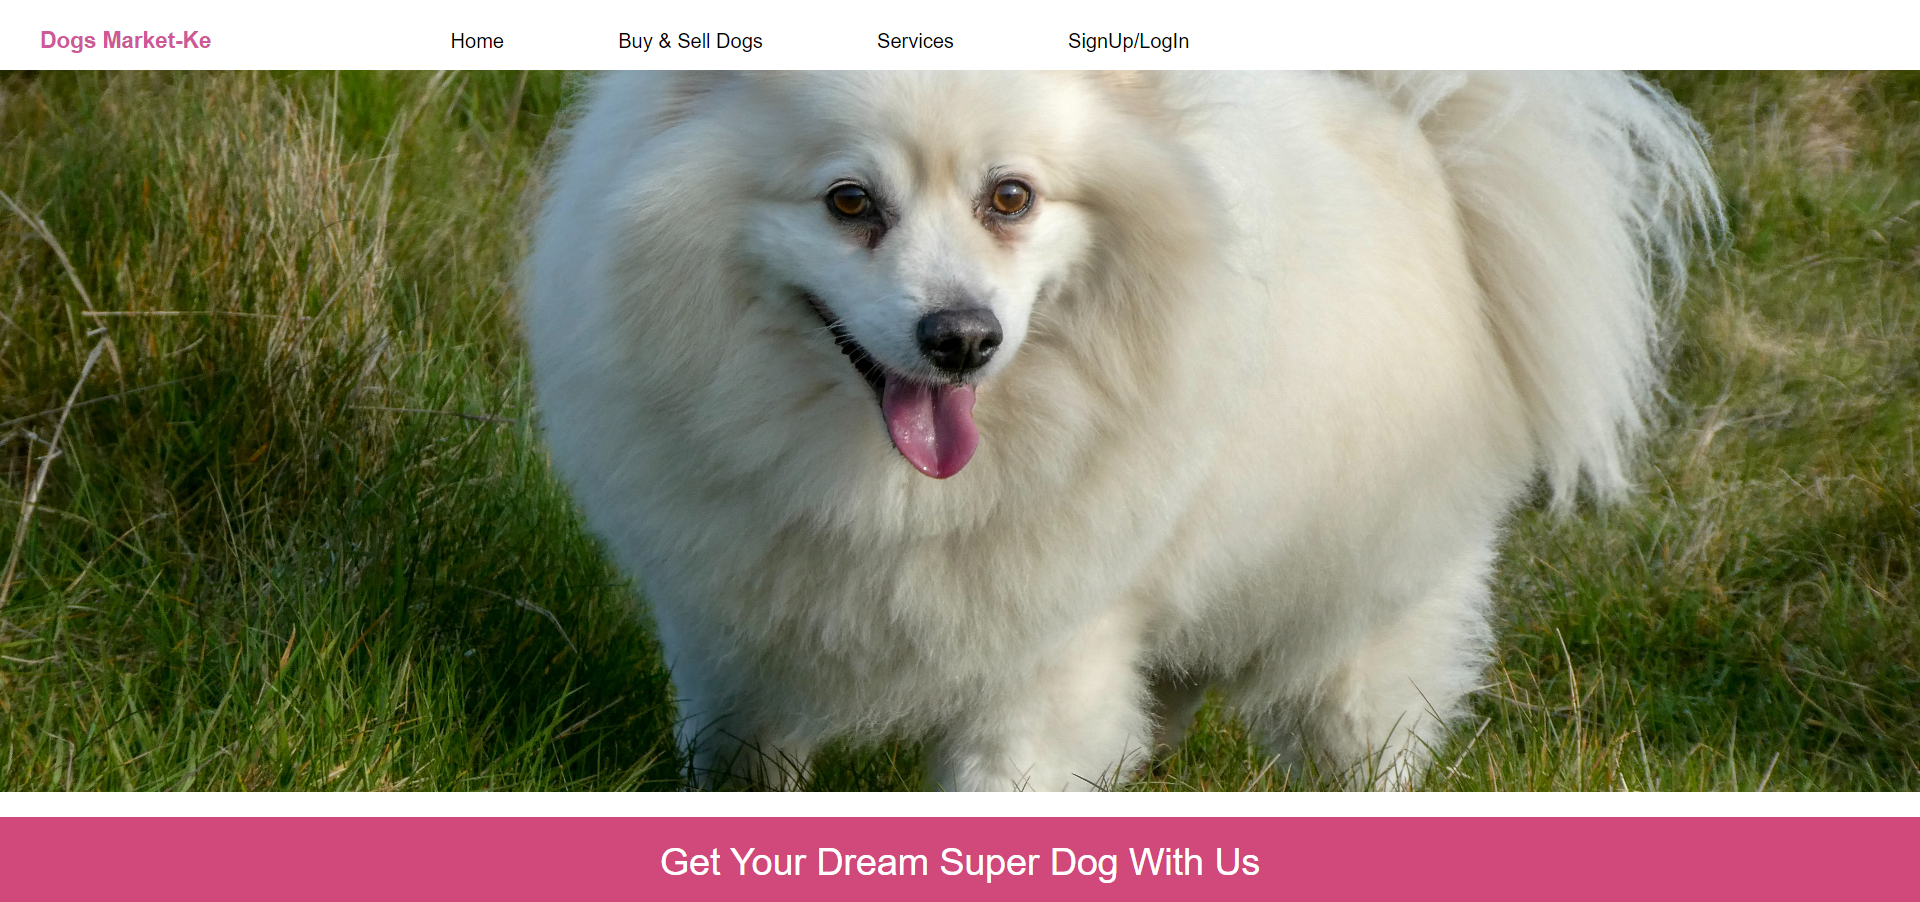 Dogs Market-Ke
Home
Buy & Sell Dogs
Services
SignUp/LogIn
Get Your Dream Super Dog With Us